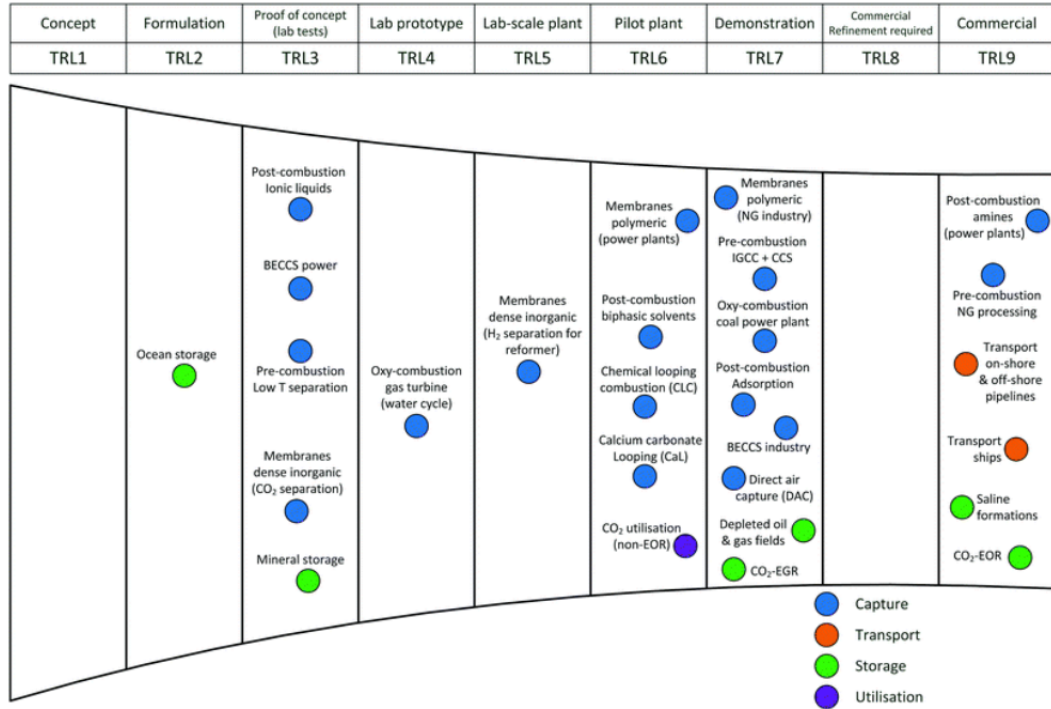 Concept
Formulation
Proof of concept
(lab tests)
Lab prototype
Lab-scale plant
Pilot plant
Demonstration
Commercial
Refinement required
Commercial
TRL1
TRL2
TRL3
TRL4
TRL5
TRL6
TRL7
TRL8
TRL9
Ocean storage
Post-combustion
Ionic liquids
BECCS power
Pre-combustion
Low T separation
Membranes
dense inorganic
(CO₂ separation)
Mineral storage
Oxy-combustion
gas turbine
(water cycle)
Membranes
dense inorganic
(H₂ separation for
reformer)
Membranes
polymeric
(power plants)
Post-combustion
biphasic solvents
Chemical looping
combustion (CLC)
Calcium carbonate
Looping (CaL)
CO₂ utilisation
(non-EOR)
Membranes
polymeric
(NG industry)
Pre-combustion
IGCC + CCS
Oxy-combustion
coal power plant
Post-combustion
Adsorption
BECCS industry
Direct air
capture (DAC)
Depleted oil
& gas fields
CO₂-EGR
Post-combustion
amines
(power plants)
Pre-combustion
NG processing
Transport
on-shore
& off-shore
pipelines
Transport
ships
Saline
formations
CO₂-EOR
Capture
Transport
Storage
Utilisation